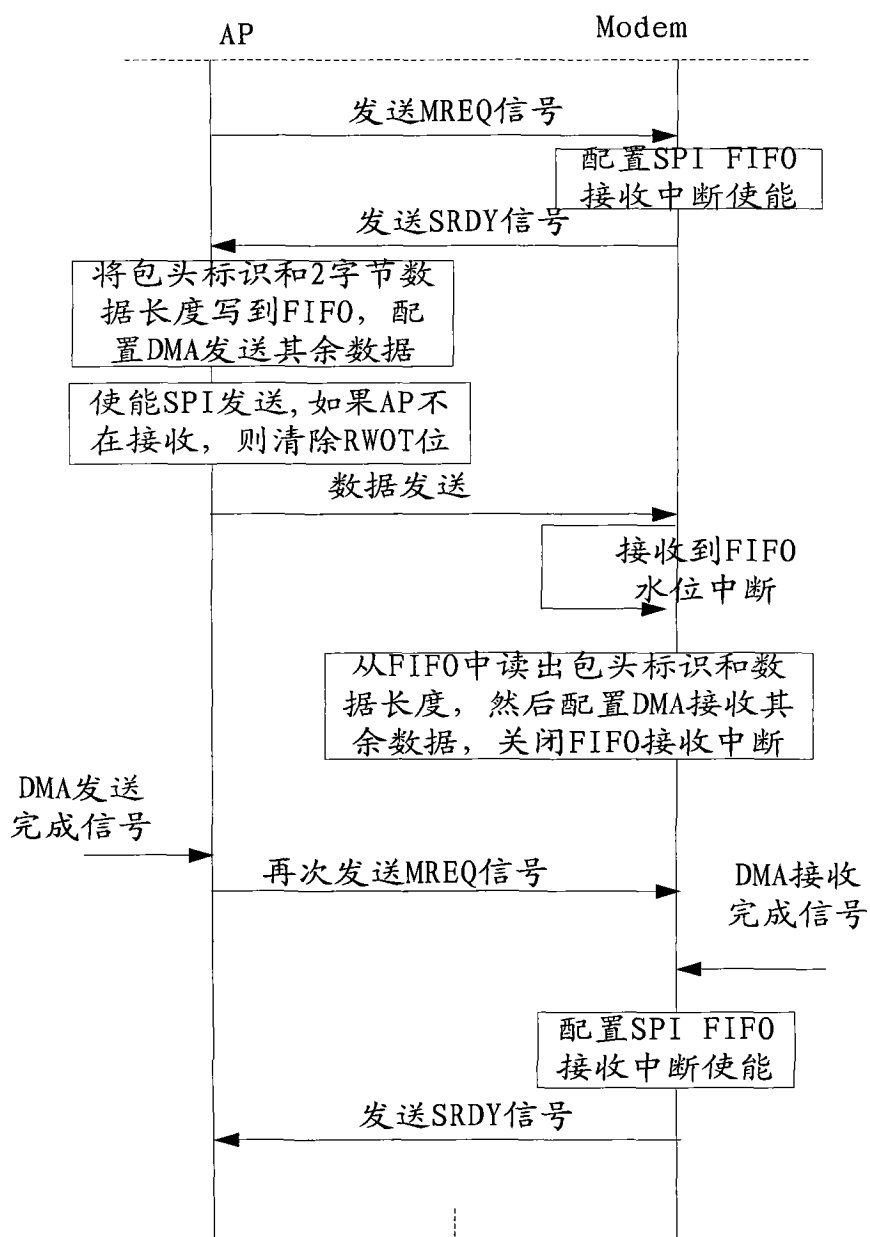 AP
Modem
发送MREQ信号
配置SPI FIFO
接收中断使能
发送SRDY信号
将包头标识和2字节数
据长度写到FIFO，配
置DMA发送其余数据
使能SPI发送,如果AP不
在接收，则清除RWOT位
数据发送
接收到FIFO
水位中断
从FIFO中读出包头标识和数
据长度，然后配置DMA接收其
余数据，关闭FIFO接收中断
DMA发送
完成信号
再次发送MREQ信号
DMA接收
完成信号
配置SPI FIFO
接收中断使能
发送SRDY信号